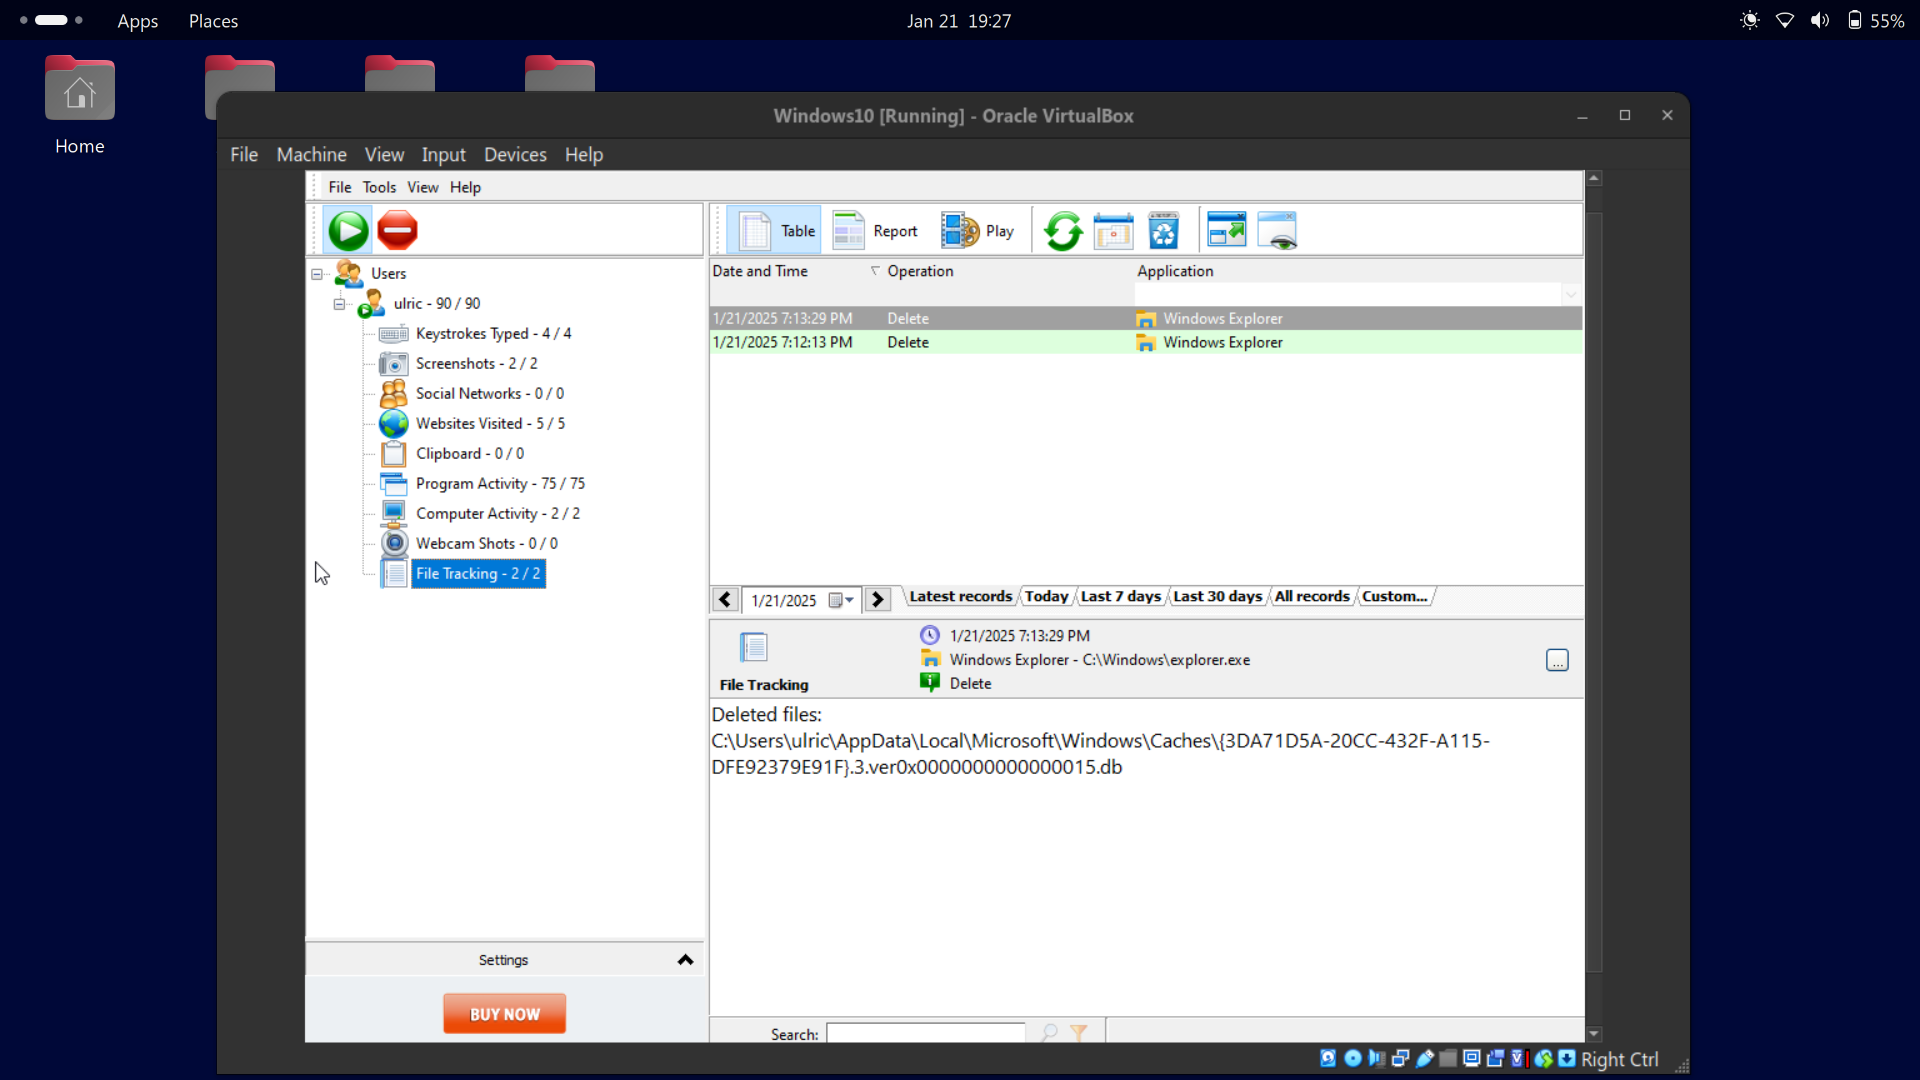 Apps Places Jan 21 19:27 55%
Home
Windows10 [Running] - Oracle VirtualBox
File Machine View Input Devices Help
File Tools View Help
Table Report Play
Users
ulric - 90 / 90
Keystrokes Typed - 4 / 4
Screenshots - 2 / 2
Social Networks - 0 / 0
Websites Visited - 5 / 5
Clipboard - 0 / 0
Program Activity - 75 / 75
Computer Activity - 2 / 2
Webcam Shots - 0 / 0
File Tracking - 2 / 2
Settings
BUY NOW
Date and Time Operation Application
1/21/2025 7:13:29 PM Delete Windows Explorer
1/21/2025 7:12:13 PM Delete Windows Explorer
1/21/2025 Latest records Today Last 7 days Last 30 days All records Custom...
1/21/2025 7:13:29 PM
Windows Explorer - C:\Windows\explorer.exe
...
File Tracking Delete
Deleted files:
C:\Users\ulric\AppData\Local\Microsoft\Windows\Caches\{3DA71D5A-20CC-432F-A115-
DFE92379E91F}.3.ver0x0000000000000015.db
Search:
Right Ctrl